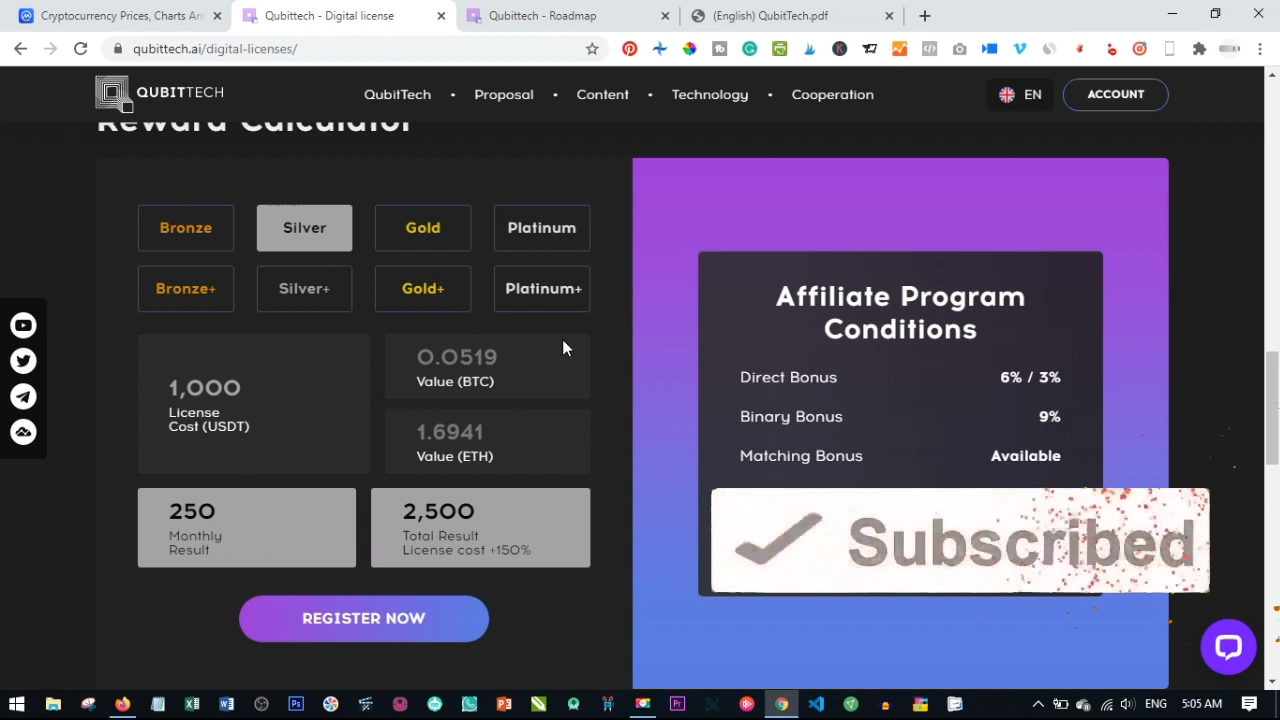 Cryptocurrency Prices, Charts An
Qubittech - Digital license
Qubittech - Roadmap
(English) QubitTech.pdf
qubittech.ai/digital-licenses/
QUBITTECH
QubitTech • Proposal • Content • Technology • Cooperation
EN
ACCOUNT
Reward Calculator
Bronze
Silver
Gold
Platinum
Bronze+
Silver+
Gold+
Platinum+
1,000
License
Cost (USDT)
0.0519
Value (BTC)
1.6941
Value (ETH)
250
Monthly
Result
2,500
Total Result
License cost +150%
REGISTER NOW
Affiliate Program
Conditions
Direct Bonus 6% / 3%
Binary Bonus 9%
Matching Bonus Available
Subscribed
ENG
5:05 AM